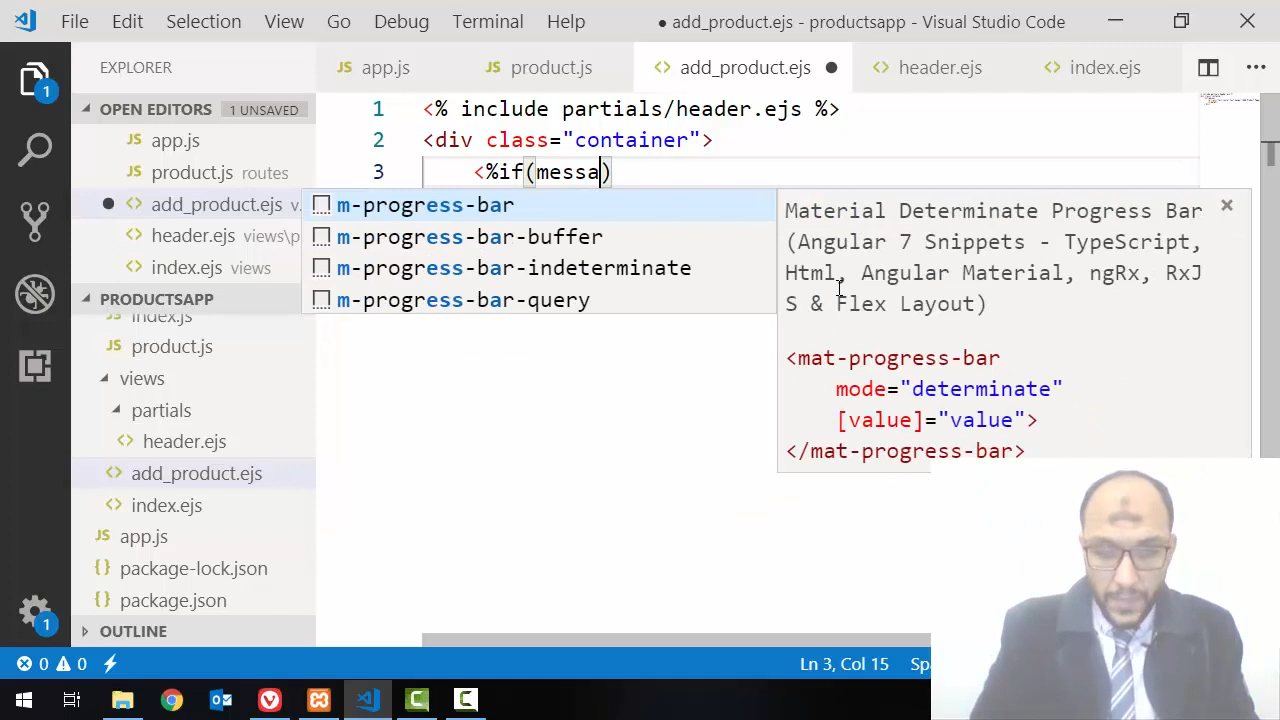 File Edit Selection View Go Debug Terminal Help
● add_product.ejs - productsapp - Visual Studio Code
EXPLORER
OPEN EDITORS 1 UNSAVED
app.js
product.js routes
add_product.ejs v...
header.ejs views\p
index.ejs views
PRODUCTSAPP
index.js
product.js
views
partials
header.ejs
add_product.ejs
index.ejs
app.js
package-lock.json
package.json
OUTLINE
JS app.js JS product.js <> add_product.ejs ● <> header.ejs <> index.ejs
1 <% include partials/header.ejs %>
2 <div class="container">
3 <%if(messa)
m-progress-bar
m-progress-bar-buffer
m-progress-bar-indeterminate
m-progress-bar-query
Material Determinate Progress Bar
(Angular 7 Snippets - TypeScript,
Html, Angular Material, ngRx, RxJ
S & Flex Layout)
<mat-progress-bar
mode="determinate"
[value]="value">
</mat-progress-bar>
1
1
0 0 Ln 3, Col 15 Spa